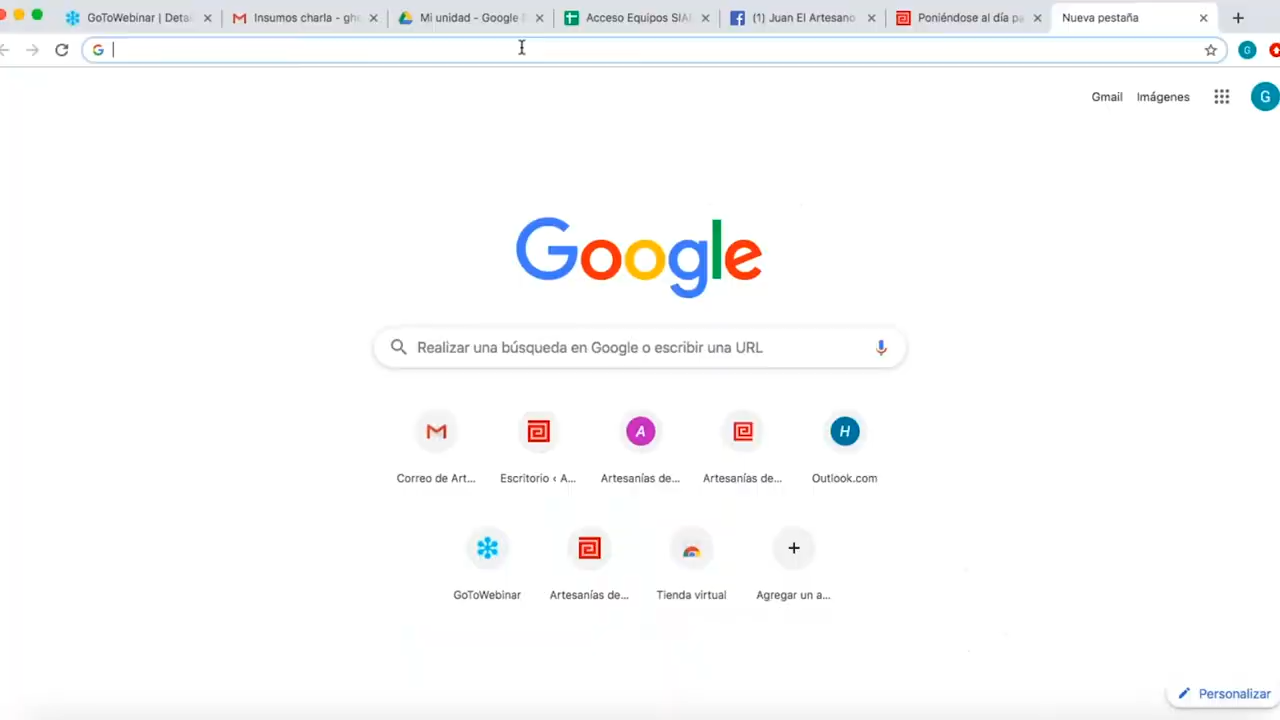 GoToWebinar | Detal
Insumos charla - gh
Mi unidad - Google
Acceso Equipos SIA
(1) Juan El Artesano
Poniéndose al día pa
Nueva pestaña
Gmail
Imágenes
G
Google
Realizar una búsqueda en Google o escribir una URL
A
H
Correo de Art...
Escritorio ‹ A...
Artesanías de...
Artesanías de...
Outlook.com
GoToWebinar
Artesanías de...
Tienda virtual
Agregar un a...
Personalizar